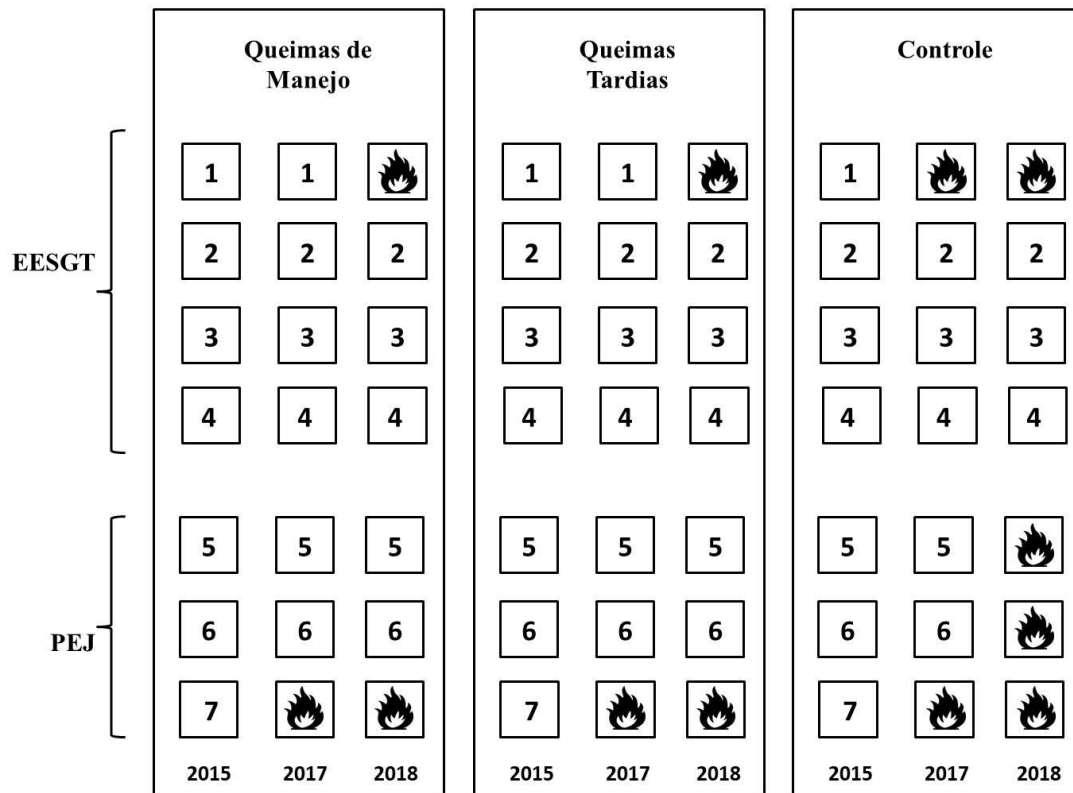 Queimas de
Manejo
Queimas
Tardias
Controle
EESGT
1 1 1 1 1
2 2 2 2 2 2 2 2 2
3 3 3 3 3 3 3 3 3
4 4 4 4 4 4 4 4 4
PEJ
5 5 5 5 5 5 5 5
6 6 6 6 6 6 6 6
7 7 7
2015 2017 2018 2015 2017 2018 2015 2017 2018